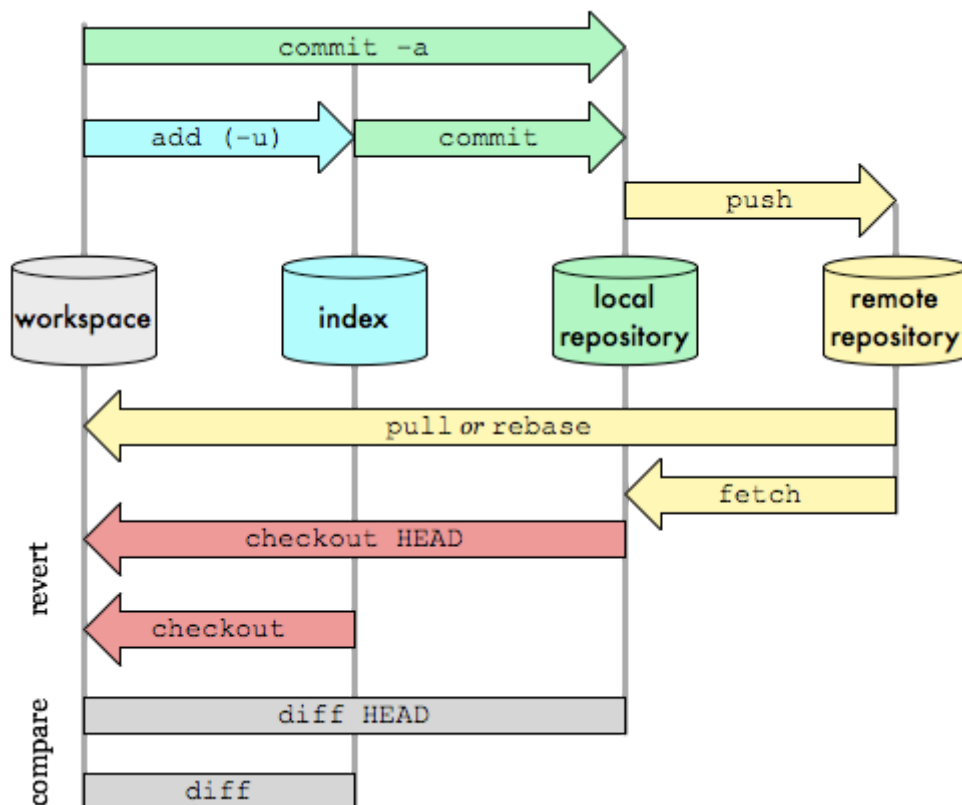 commit -a
add (-u)
commit
push
workspace
index
local
repository
remote
repository
pull or rebase
fetch
revert
checkout HEAD
checkout
compare
diff HEAD
diff